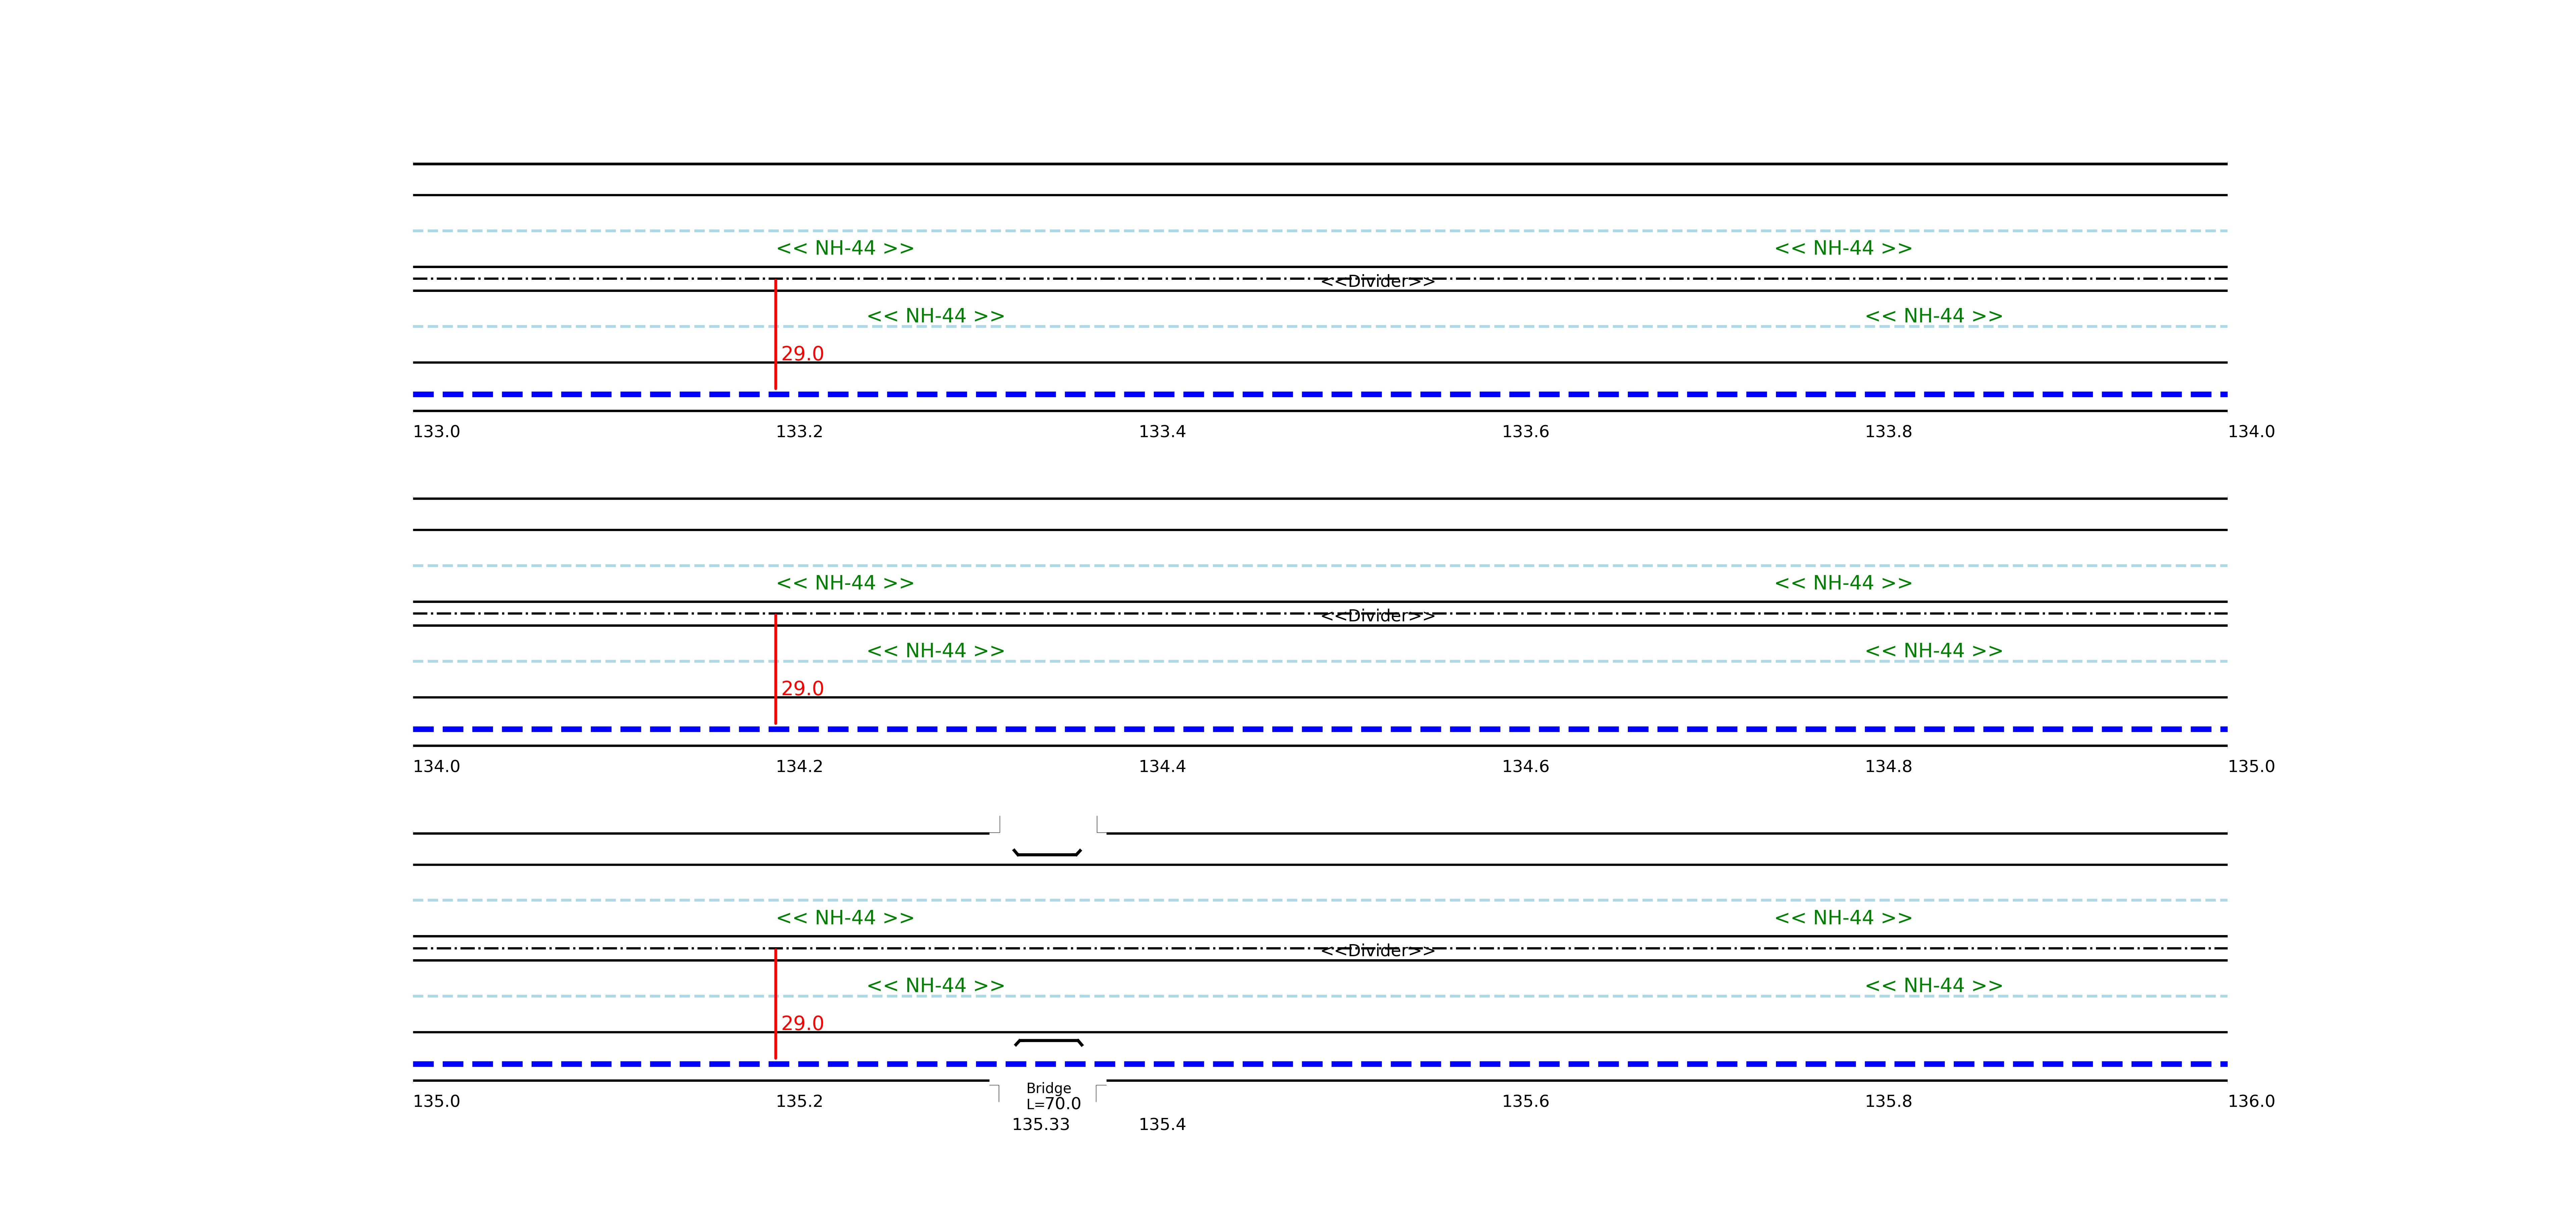 << NH-44 >> << NH-44 >>
<<Divider>>
<< NH-44 >> << NH-44 >>
29.0
133.0 133.2 133.4 133.6 133.8 134.0
<< NH-44 >> << NH-44 >>
<<Divider>>
<< NH-44 >> << NH-44 >>
29.0
134.0 134.2 134.4 134.6 134.8 135.0
<< NH-44 >> << NH-44 >>
<<Divider>>
<< NH-44 >> << NH-44 >>
29.0
Bridge
L=70.0
135.0 135.2 135.6 135.8 136.0
135.33 135.4